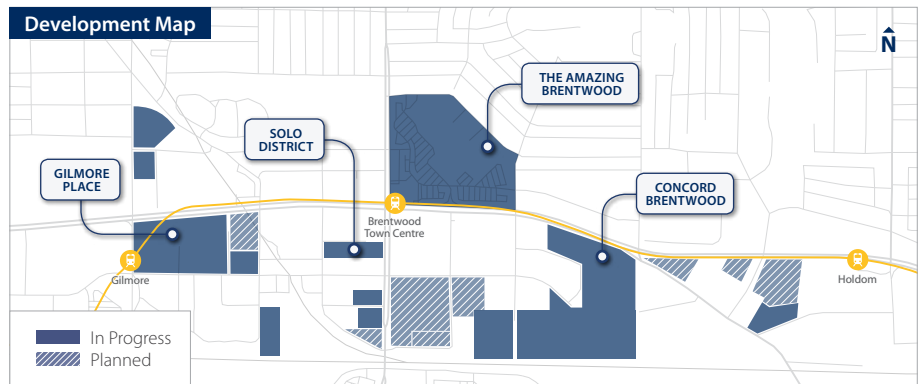 Development Map
N
THE AMAZING
BRENTWOOD
SOLO
DISTRICT
GILMORE
PLACE
CONCORD
BRENTWOOD
Brentwood
Town Centre
Gilmore
Holdom
In Progress
Planned